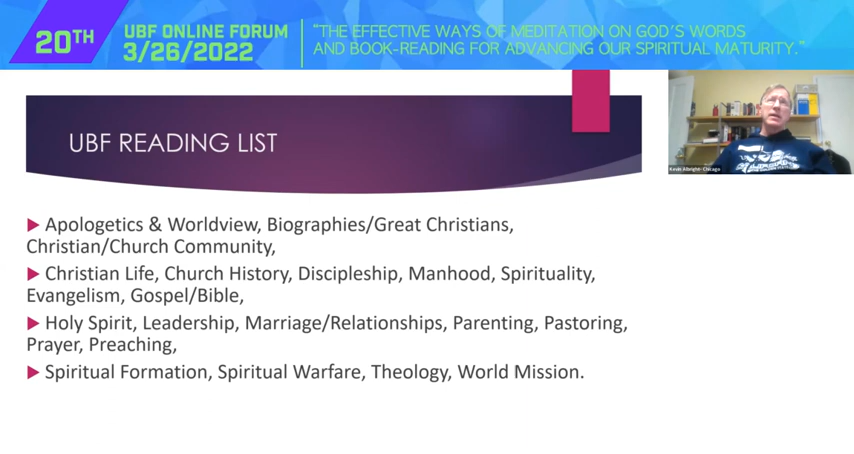 20TH
UBF ONLINE FORUM
3/26/2022
“THE EFFECTIVE WAYS OF MEDITATION ON GOD’S WORDS
AND BOOK-READING FOR ADVANCING OUR SPIRITUAL MATURITY.”
UBF READING LIST
Kevin Albright- Chicago
Apologetics & Worldview, Biographies/Great Christians,
Christian/Church Community,
Christian Life, Church History, Discipleship, Manhood, Spirituality,
Evangelism, Gospel/Bible,
Holy Spirit, Leadership, Marriage/Relationships, Parenting, Pastoring,
Prayer, Preaching,
Spiritual Formation, Spiritual Warfare, Theology, World Mission.